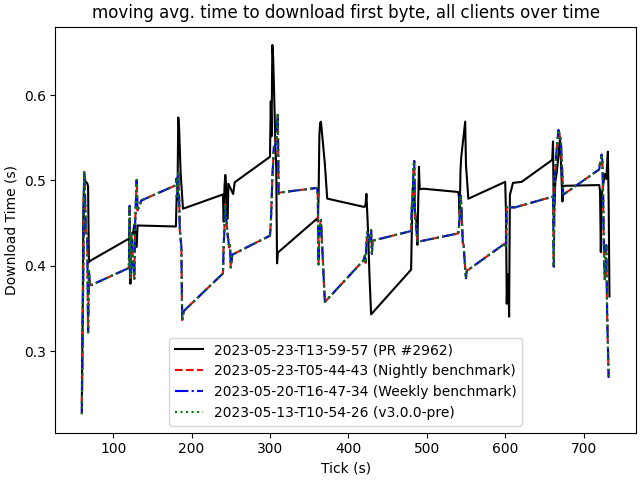 moving avg. time to download first byte, all clients over time
Download Time (s)
0.6
0.5
0.4
0.3
2023-05-23-T13-59-57 (PR #2962)
2023-05-23-T05-44-43 (Nightly benchmark)
2023-05-20-T16-47-34 (Weekly benchmark)
2023-05-13-T10-54-26 (v3.0.0-pre)
100 200 300 400 500 600 700
Tick (s)